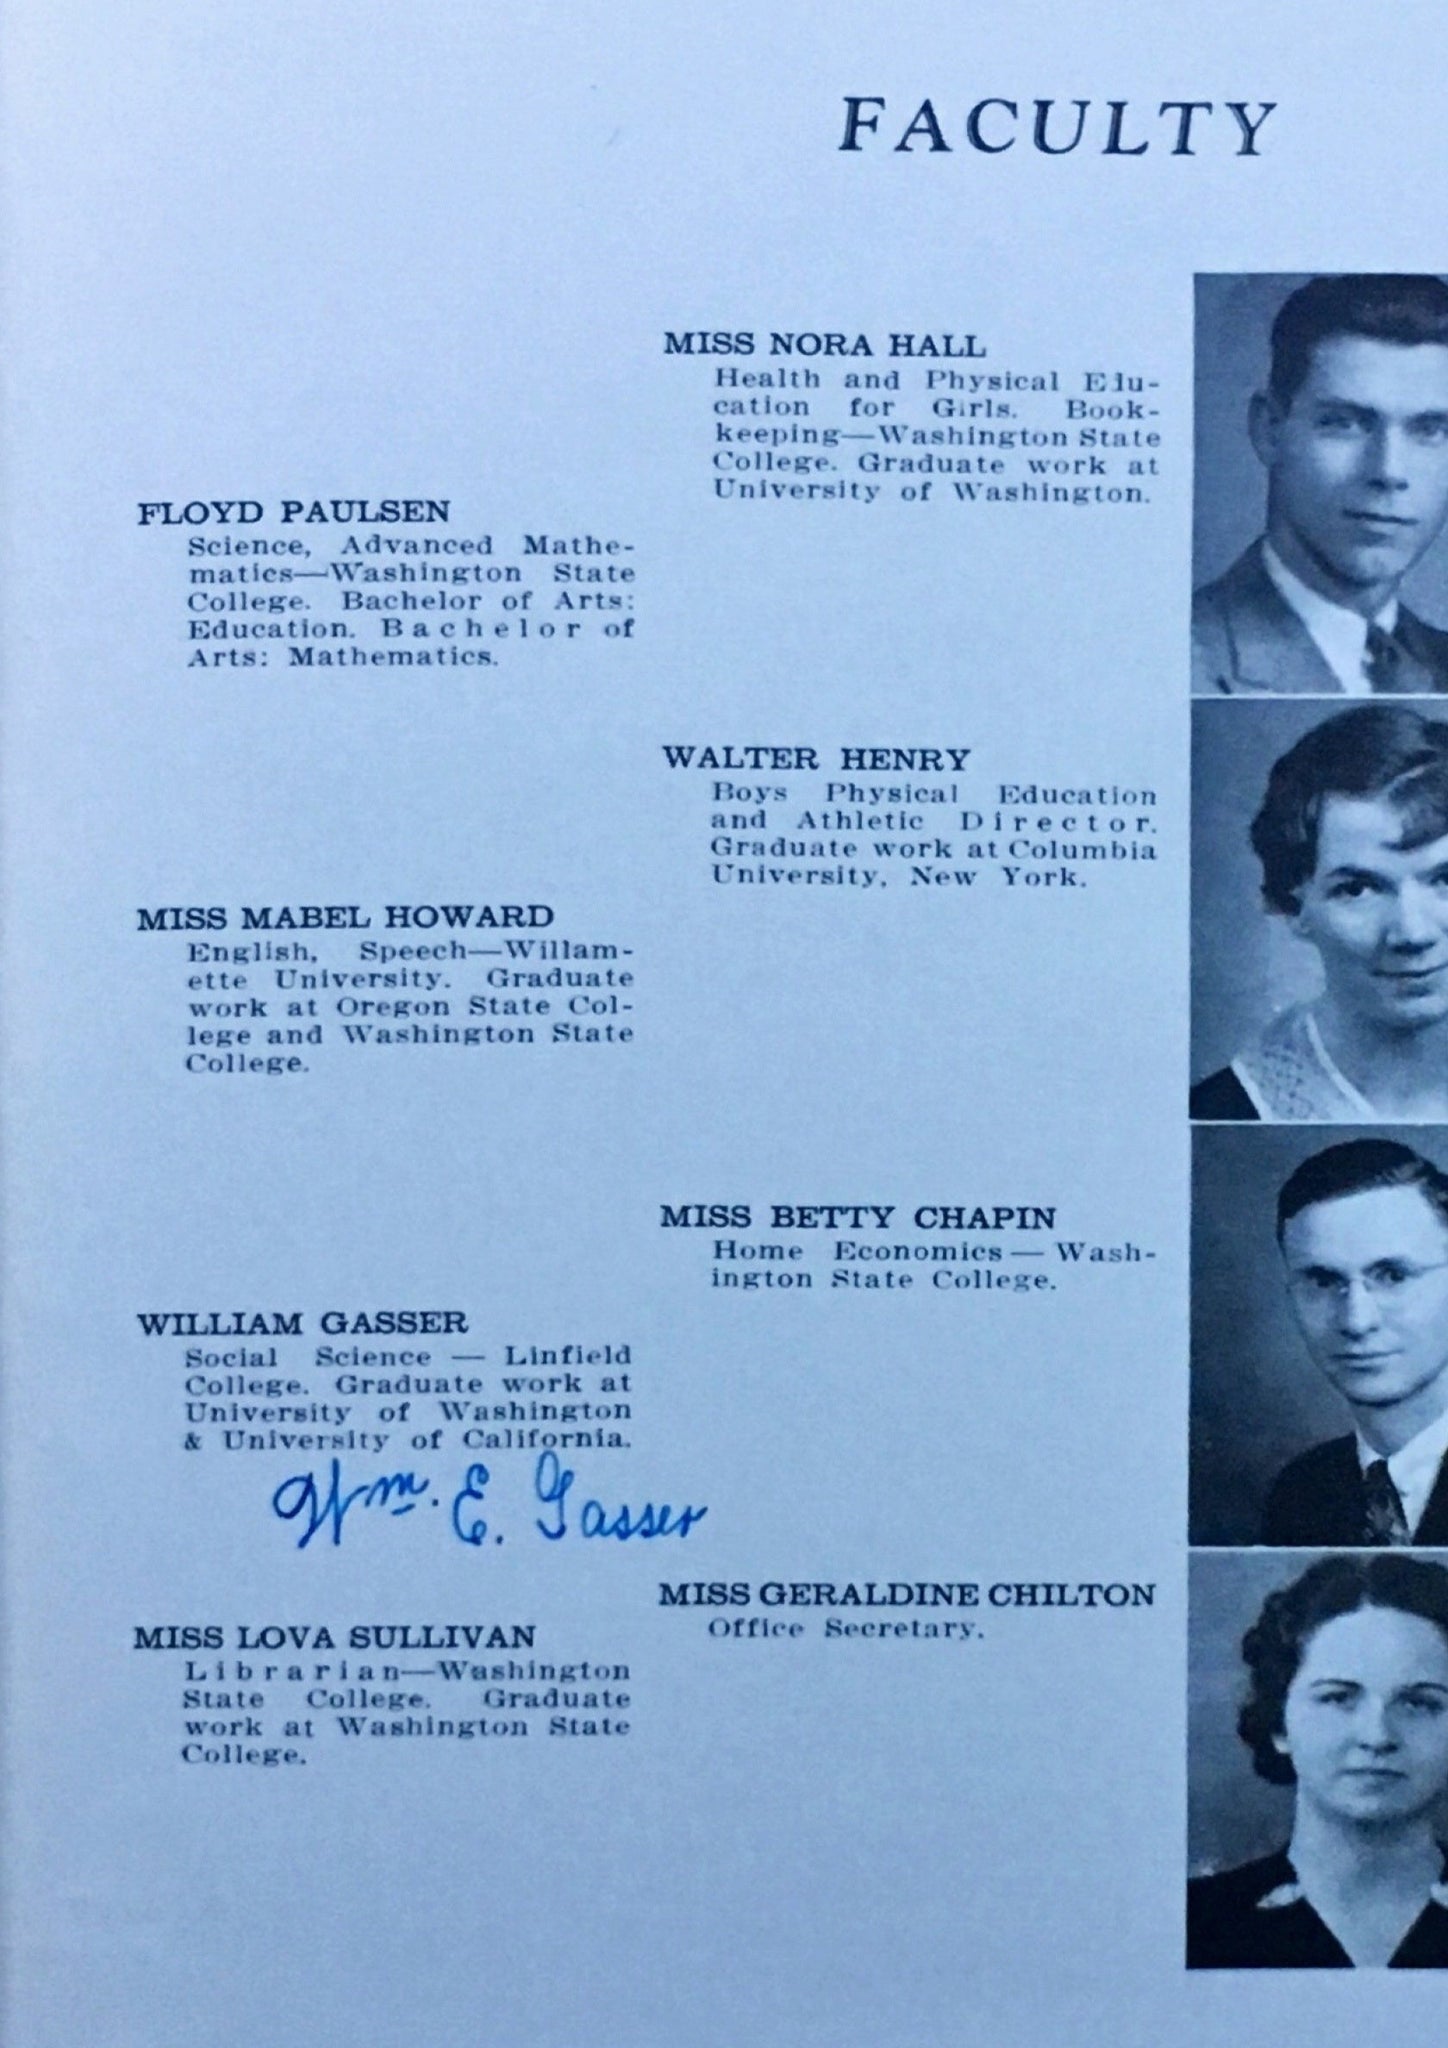 FACULTY
MISS NORA HALL
Health and Physical Edu-
cation for Girls. Book-
keeping—Washington State
College. Graduate work at
University of Washington.
FLOYD PAULSEN
Science, Advanced Mathe-
matics—Washington State
College. Bachelor of Arts:
Education. Bachelor of
Arts: Mathematics.
WALTER HENRY
Boys Physical Education
and Athletic Director.
Graduate work at Columbia
University, New York.
MISS MABEL HOWARD
English, Speech—Willam-
ette University. Graduate
work at Oregon State Col-
lege and Washington State
College.
MISS BETTY CHAPIN
Home Economics — Wash-
ington State College.
WILLIAM GASSER
Social Science — Linfield
College. Graduate work at
University of Washington
& University of California.
Wm. E. Gasser
MISS GERALDINE CHILTON
Office Secretary.
MISS LOVA SULLIVAN
Librarian—Washington
State College. Graduate
work at Washington State
College.